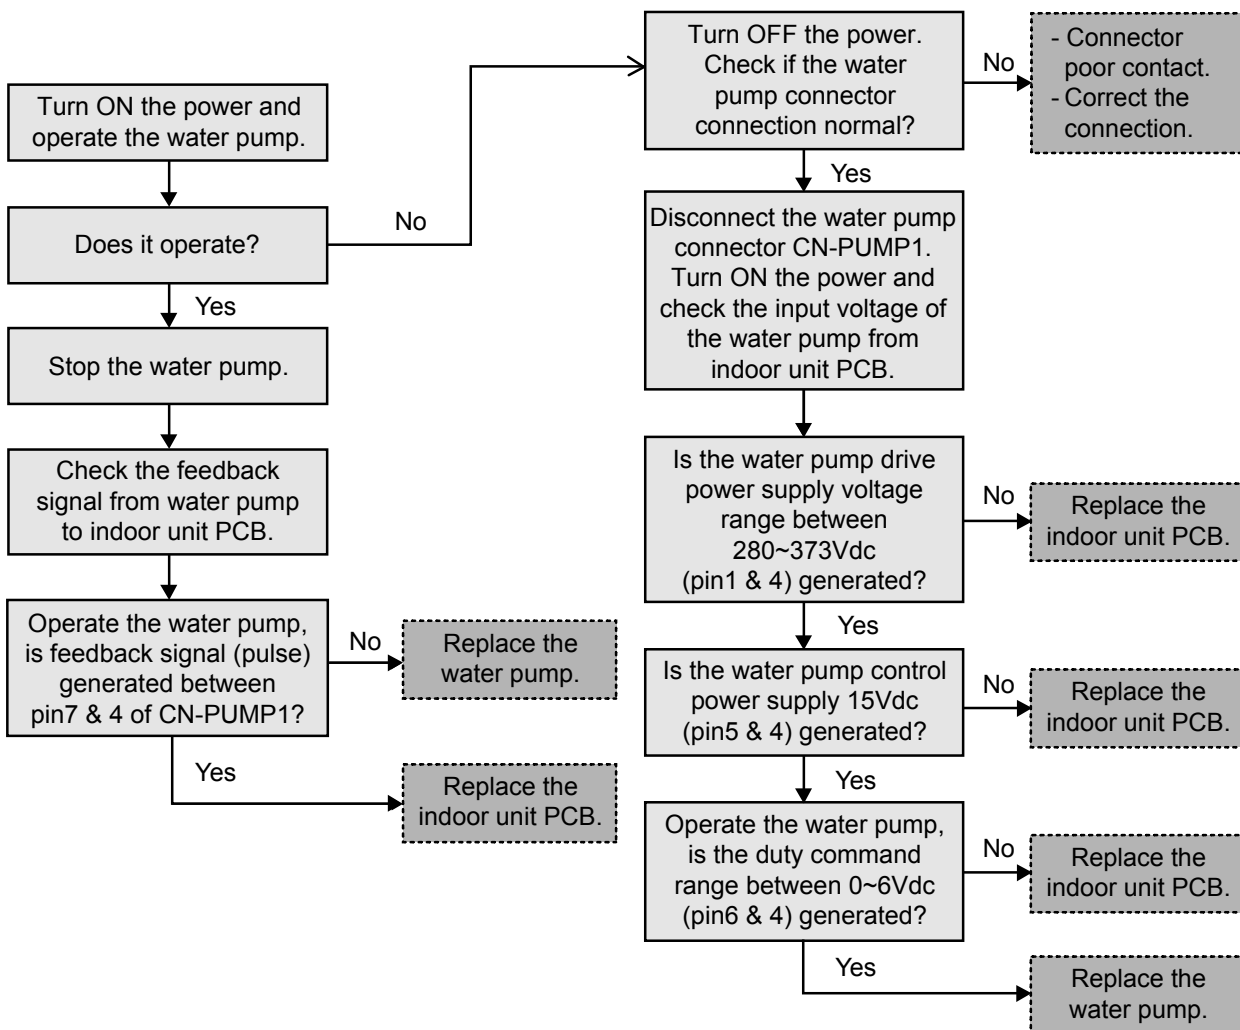 Turn ON the power and
operate the water pump.
Does it operate?
No
Yes
Stop the water pump.
Check the feedback
signal from water pump
to indoor unit PCB.
Operate the water pump,
is feedback signal (pulse)
generated between
pin7 & 4 of CN-PUMP1?
No
Replace the
water pump.
Yes
Replace the
indoor unit PCB.
Turn OFF the power.
Check if the water
pump connector
connection normal?
No
- Connector
poor contact.
- Correct the
connection.
Yes
Disconnect the water pump
connector CN-PUMP1.
Turn ON the power and
check the input voltage of
the water pump from
indoor unit PCB.
Is the water pump drive
power supply voltage
range between
280~373Vdc
(pin1 & 4) generated?
No
Replace the
indoor unit PCB.
Yes
Is the water pump control
power supply 15Vdc
(pin5 & 4) generated?
No
Replace the
indoor unit PCB.
Yes
Operate the water pump,
is the duty command
range between 0~6Vdc
(pin6 & 4) generated?
No
Replace the
indoor unit PCB.
Yes
Replace the
water pump.